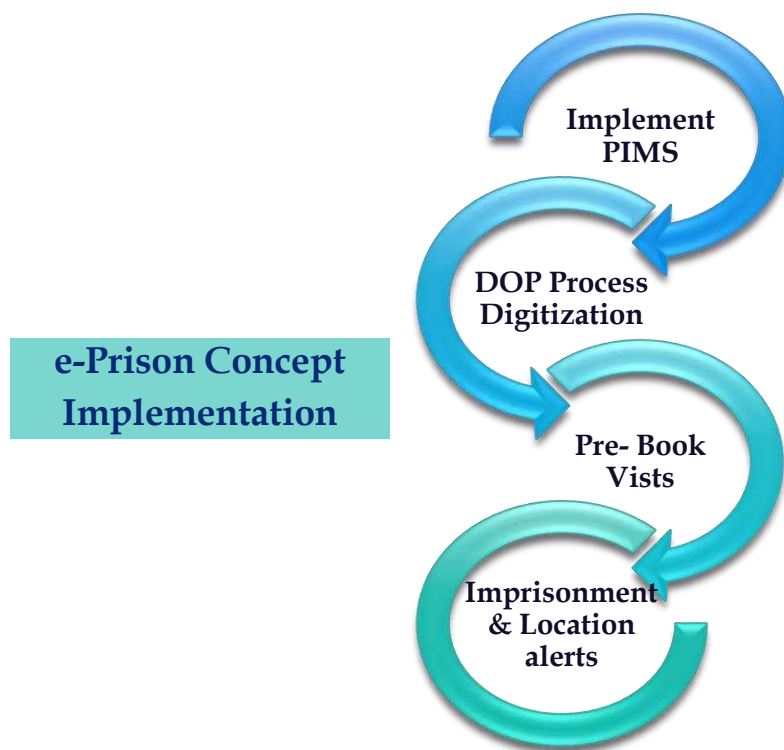 Implement
PIMS
DOP Process
Digitization
e-Prison Concept
Implementation
Pre- Book
Vists
Imprisonment
& Location
alerts